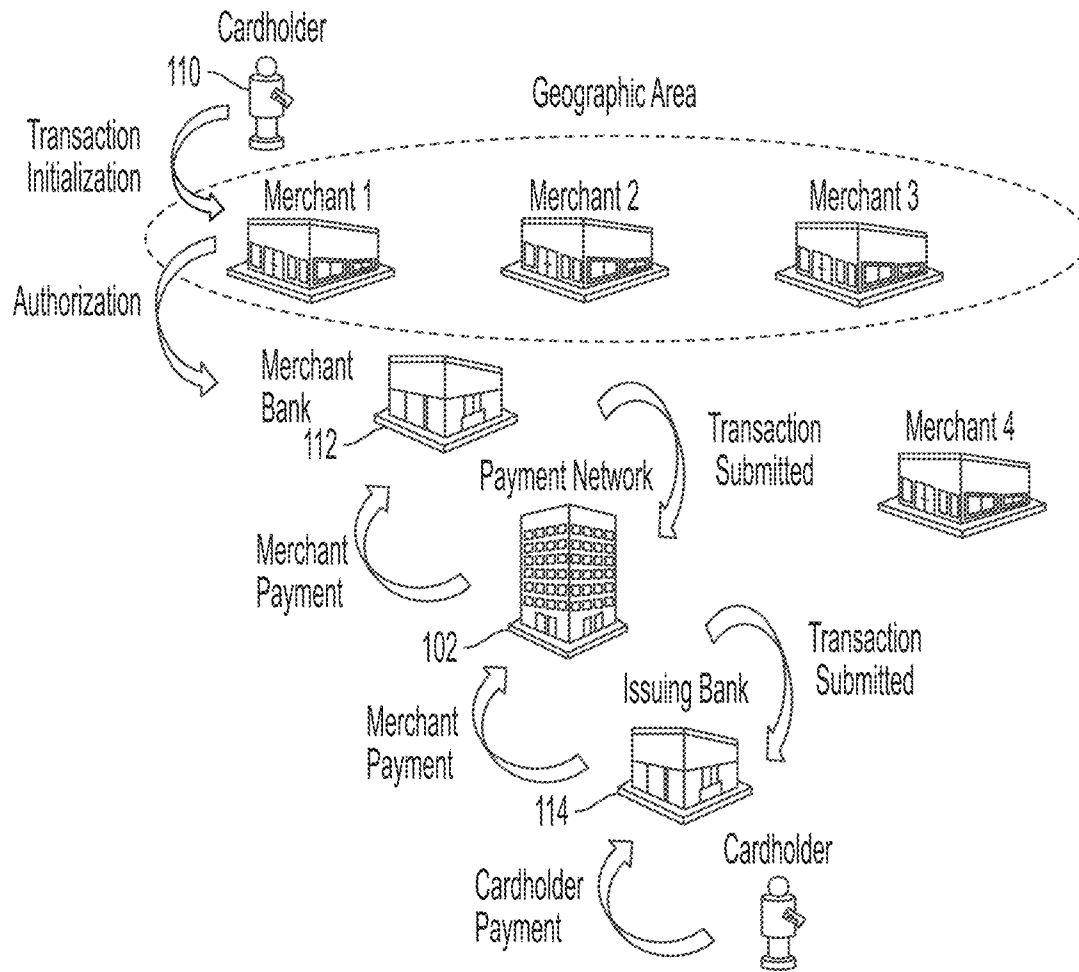 Cardholder
110
Geographic Area
Transaction
Initialization
Merchant 1
Merchant 2
Merchant 3
Authorization
Merchant
Bank
112
Transaction
Submitted
Merchant 4
Payment Network
Merchant
Payment
102
Transaction
Submitted
Issuing Bank
Merchant
Payment
114
Cardholder
Cardholder
Payment